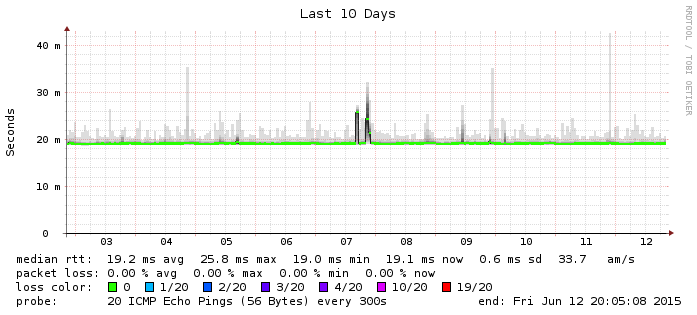 Last 10 Days
RRDTOOL / TOBI OETIKER
Seconds
40 m
30 m
20 m
10 m
0
03 04 05 06 07 08 09 10 11 12
median rtt: 19.2 ms avg 25.8 ms max 19.0 ms min 19.1 ms now 0.6 ms sd 33.7 am/s
packet loss: 0.00 % avg 0.00 % max 0.00 % min 0.00 % now
loss color: 0 1/20 2/20 3/20 4/20 10/20 19/20
probe: 20 ICMP Echo Pings (56 Bytes) every 300s end: Fri Jun 12 20:05:08 2015